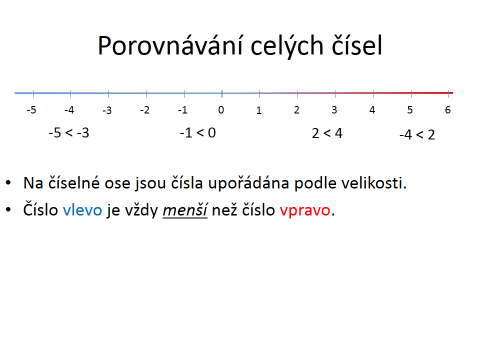 Porovnávání celých čísel
-5 -4 -3 -2 -1 0 1 2 3 4 5 6
-5 < -3 -1 < 0 2 < 4 -4 < 2
• Na číselné ose jsou čísla upořádána podle velikosti.
• Číslo vlevo je vždy menší než číslo vpravo.